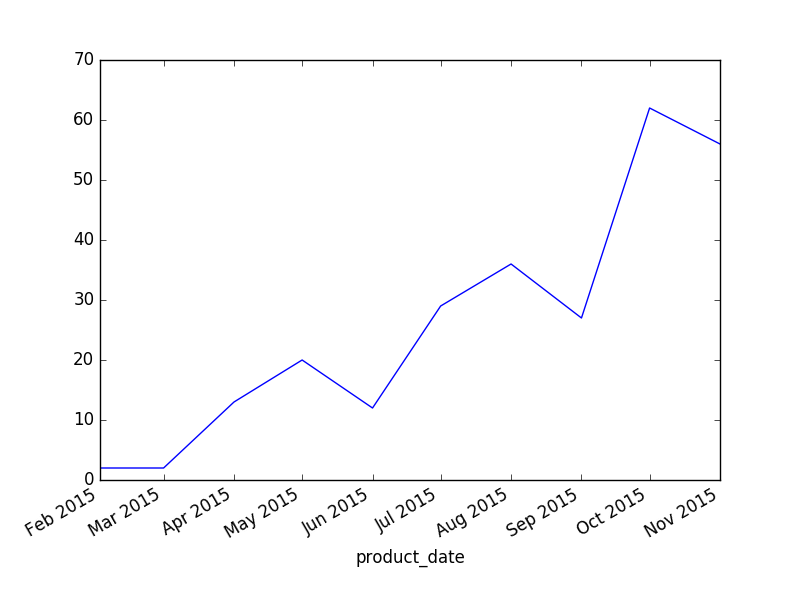 70
60
50
40
30
20
10
0
Feb 2015
Mar 2015
Apr 2015
May 2015
Jun 2015
Jul 2015
Aug 2015
Sep 2015
Oct 2015
Nov 2015
product_date